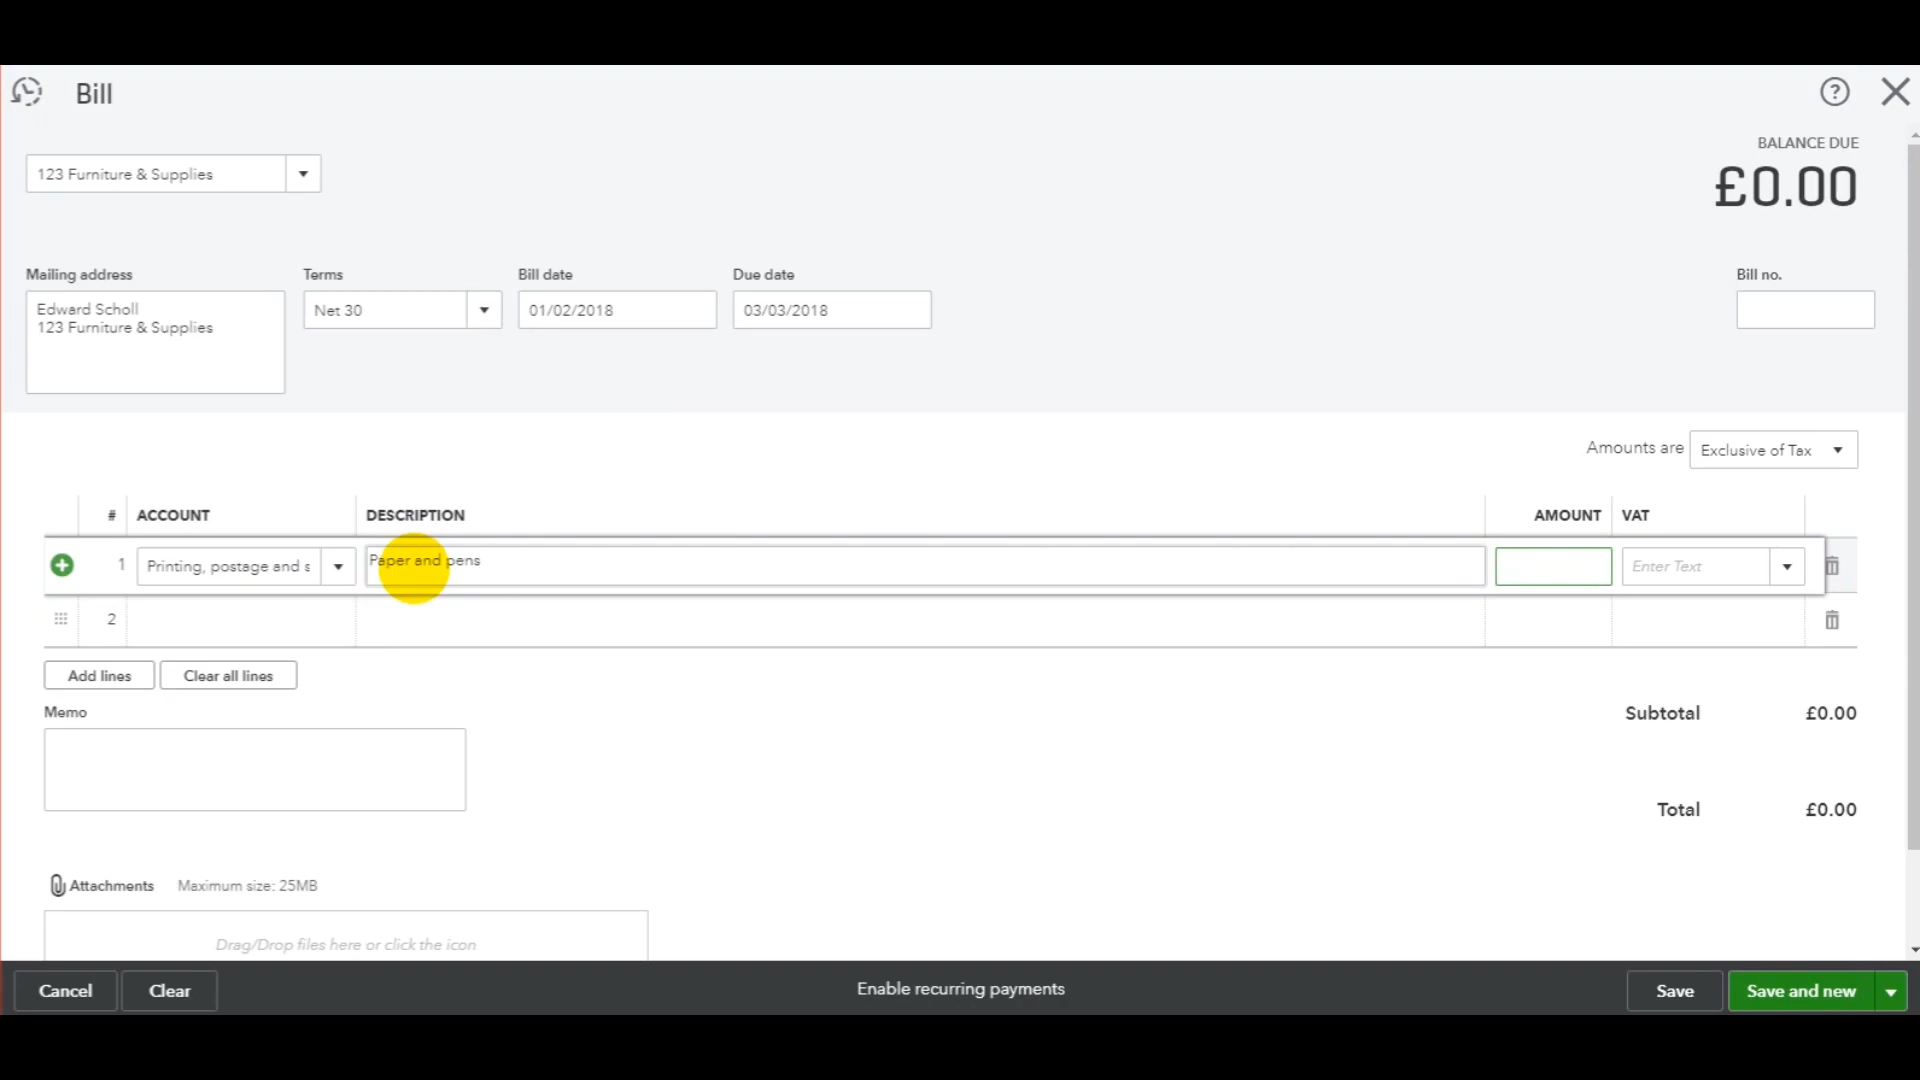 Bill
?
BALANCE DUE
£0.00
123 Furniture & Supplies
Mailing address
Terms
Bill date
Due date
Bill no.
Edward Scholl
123 Furniture & Supplies
Net 30
01/02/2018
03/03/2018
Amounts are
Exclusive of Tax
# ACCOUNT DESCRIPTION AMOUNT VAT
1 Printing, postage and s Paper and pens Enter Text
2
Add lines
Clear all lines
Memo
Subtotal £0.00
Total £0.00
Attachments Maximum size: 25MB
Drag/Drop files here or click the icon
Cancel
Clear
Enable recurring payments
Save
Save and new